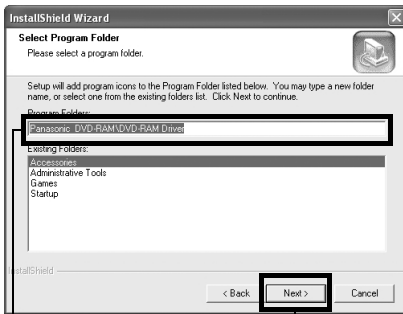 InstallShield Wizard
Select Program Folder
Please select a program folder.
Setup will add program icons to the Program Folder listed below. You may type a new folder
name, or select one from the existing folders list. Click Next to continue.
Program Folders:
Panasonic DVD-RAM\DVD-RAM Driver
Existing Folders:
Accessories
Administrative Tools
Games
Startup
InstallShield
< Back Next > Cancel